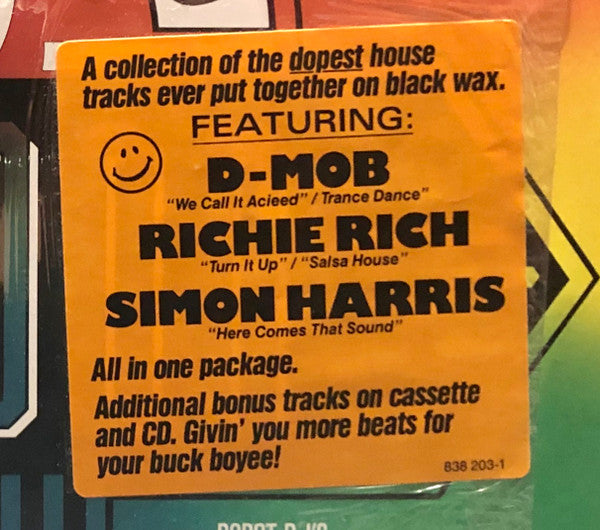 A collection of the dopest house
tracks ever put together on black wax.
FEATURING:
D-MOB
"We Call It Acieed" / Trance Dance"
RICHIE RICH
"Turn It Up" / "Salsa House"
SIMON HARRIS
"Here Comes That Sound"
All in one package.
Additional bonus tracks on cassette
and CD. Givin' you more beats for
your buck boyee!
838 203-1